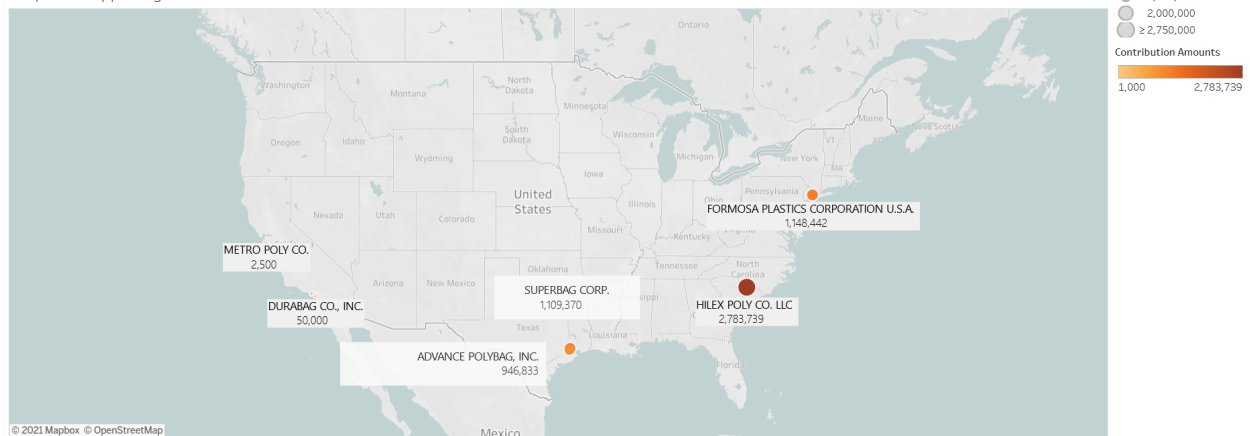 2,000,000
≥ 2,750,000
Contribution Amounts
1,000 2,783,739
Ontario
Washington
Montana
North
Dakota
Minnesota
Maine
Nova Scotia
Oregon
Idaho
South
Dakota
Wisconsin
Michigan
VT
New York
MA
Wyoming
Iowa
Pennsylvania
Nevada
Utah
Colorado
United
States
Illinois
Ohio
FORMOSA PLASTICS CORPORATION U.S.A.
1,148,442
Missouri
Kentucky
Virginia
METRO POLY CO.
2,500
Arizona
New Mexico
Oklahoma
Tennessee
North
Carolina
SUPERBAG CORP.
1,109,370
DURABAG CO., INC.
50,000
HILEX POLY CO. LLC
2,783,739
Texas
Louisiana
ADVANCE POLYBAG, INC.
946,833
Florida
Mexico
© 2021 Mapbox © OpenStreetMap